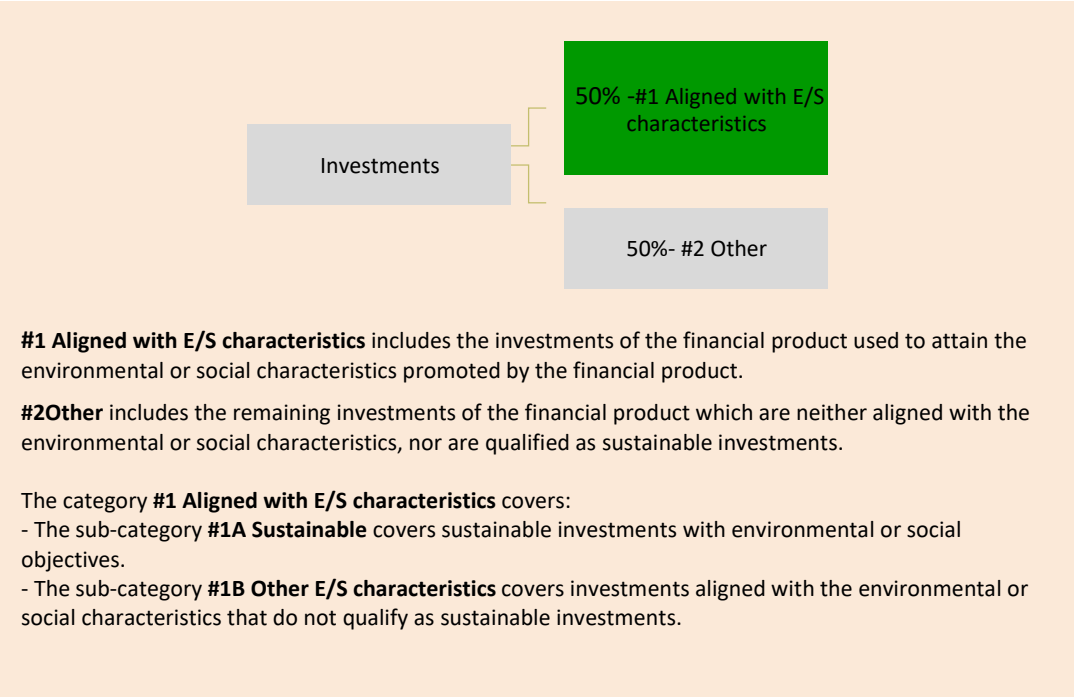 50% -#1 Aligned with E/S
characteristics
Investments
50%- #2 Other
#1 Aligned with E/S characteristics includes the investments of the financial product used to attain the
environmental or social characteristics promoted by the financial product.
#2Other includes the remaining investments of the financial product which are neither aligned with the
environmental or social characteristics, nor are qualified as sustainable investments.
The category #1 Aligned with E/S characteristics covers:
- The sub-category #1A Sustainable covers sustainable investments with environmental or social
objectives.
- The sub-category #1B Other E/S characteristics covers investments aligned with the environmental or
social characteristics that do not qualify as sustainable investments.